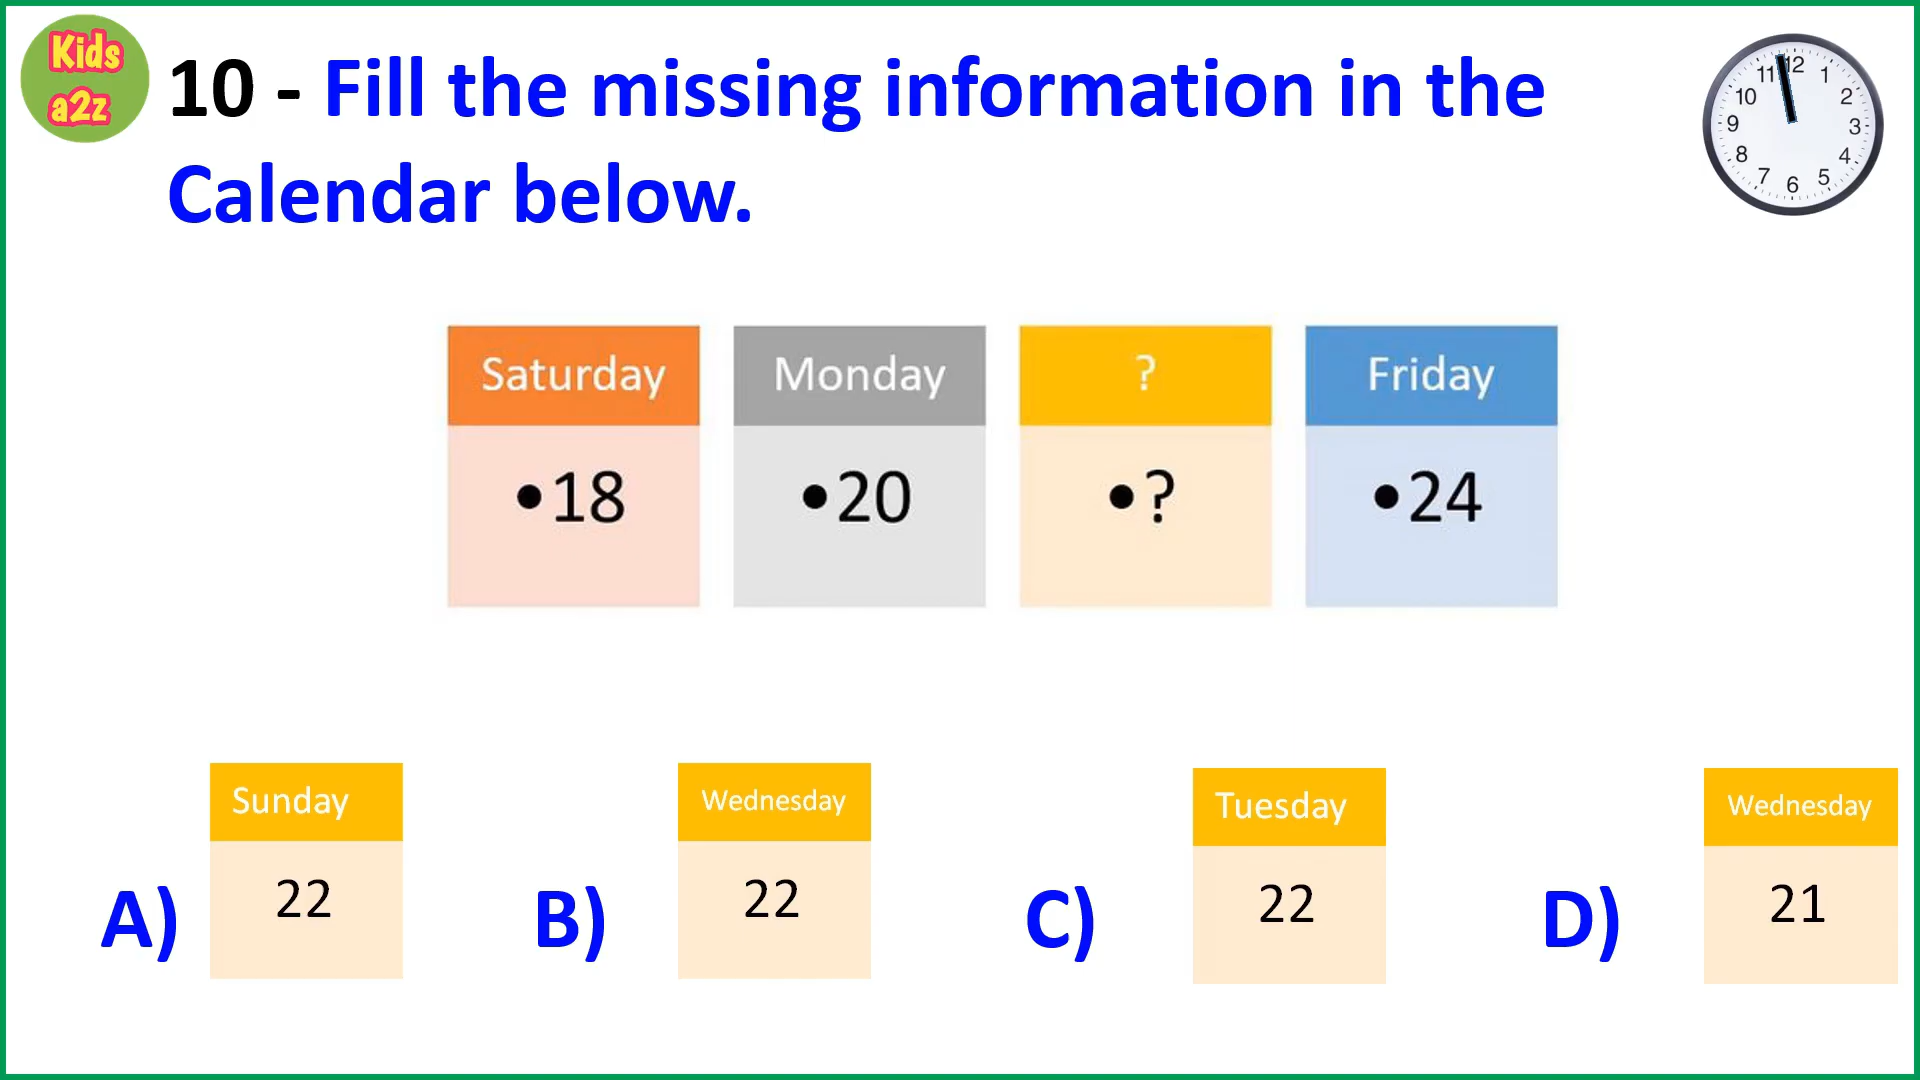 Kids
a2z
10 - Fill the missing information in the
Calendar below.
12
1
2
3
4
5
6
7
8
9
10
11
Saturday Monday ? Friday
•18 •20 •? •24
Sunday Wednesday Tuesday Wednesday
A) 22 B) 22 C) 22 D) 21